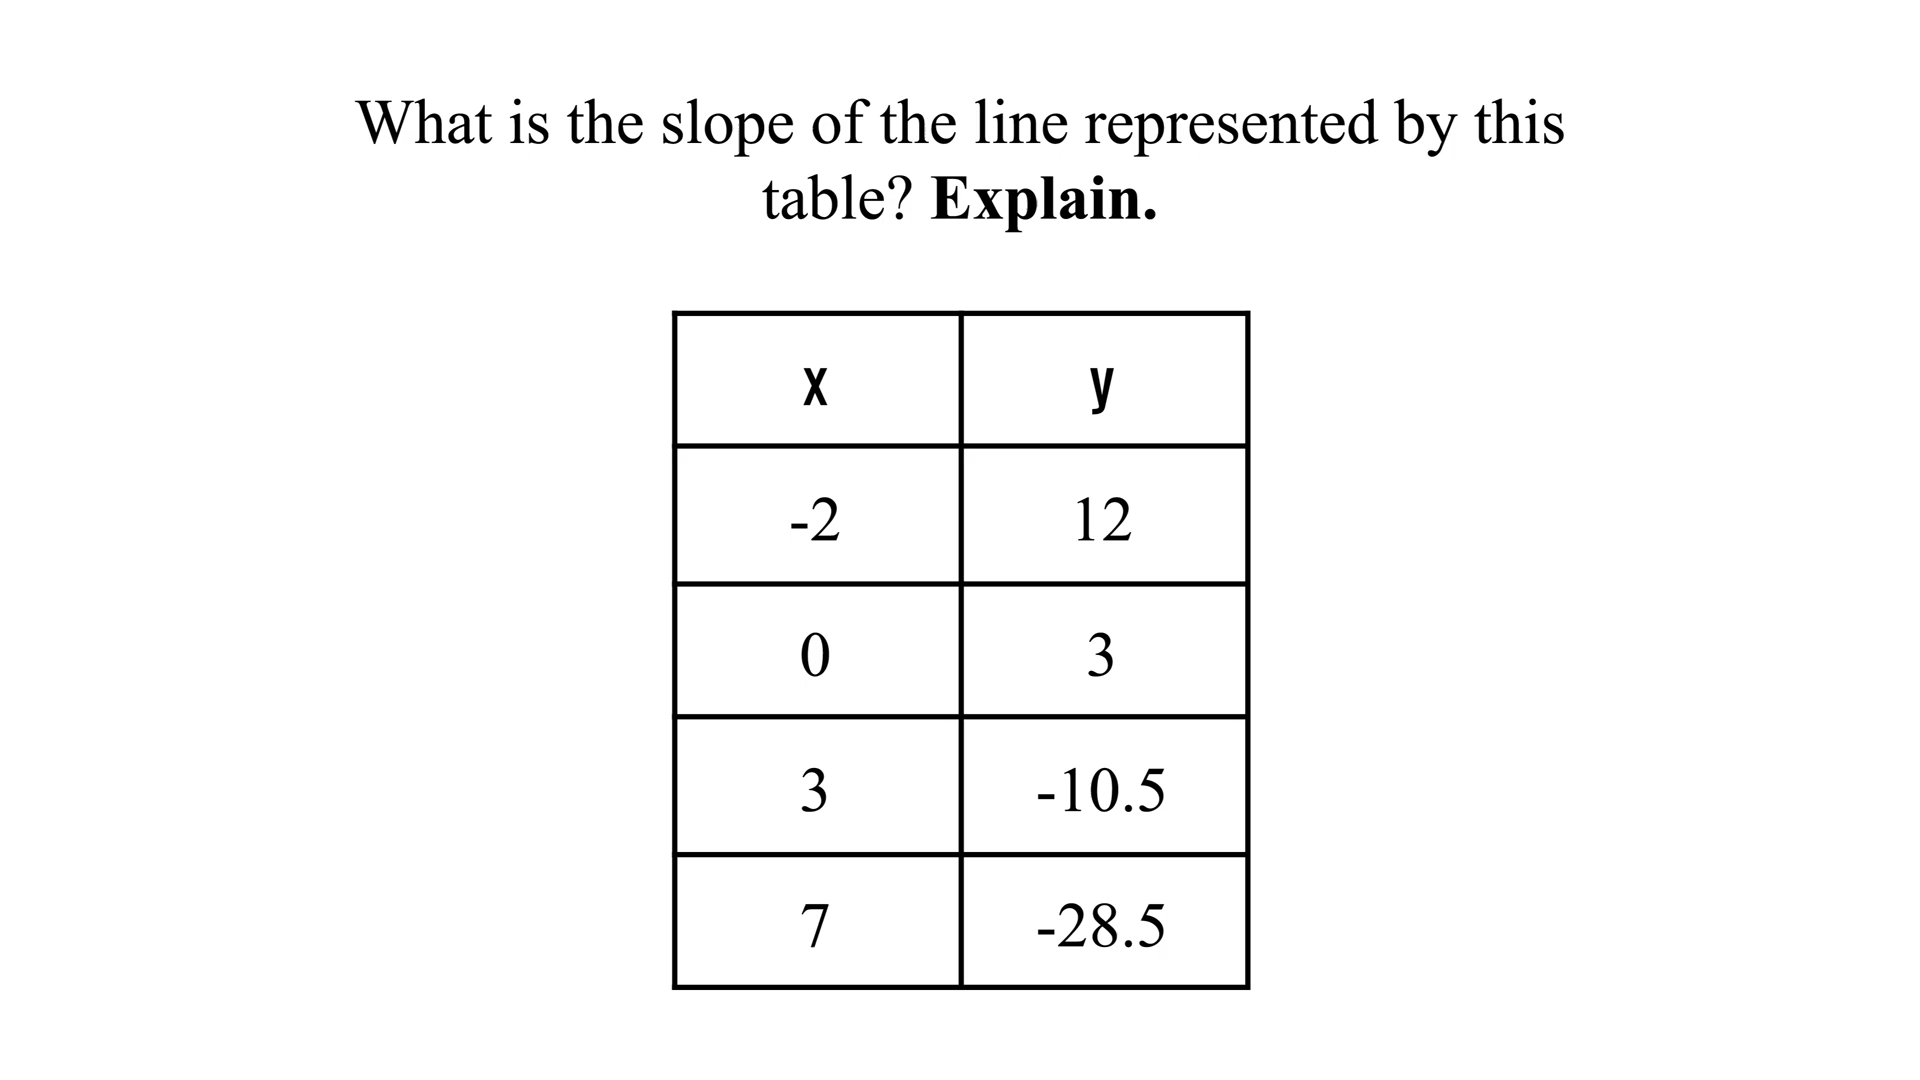 What is the slope of the line represented by this
table? Explain.
x y
-2 12
0 3
3 -10.5
7 -28.5